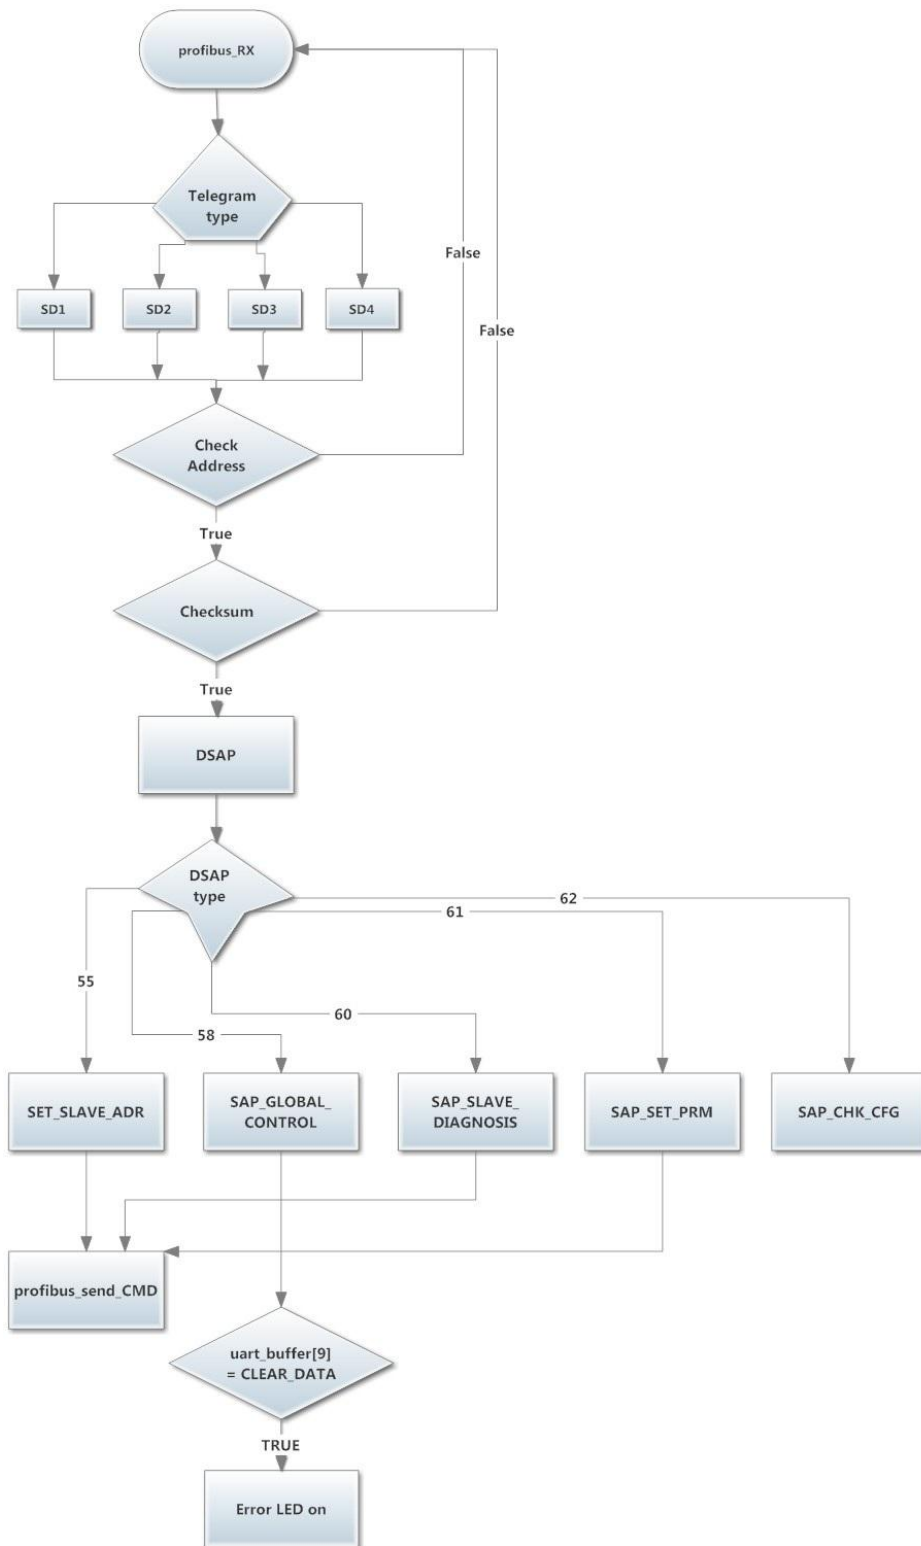 profibus_RX
Telegram
type
False
SD1
SD2
SD3
SD4
False
Check
Address
True
Checksum
True
DSAP
DSAP
type
62
61
55
60
58
SET_SLAVE_ADR
SAP_GLOBAL_
CONTROL
SAP_SLAVE_
DIAGNOSIS
SAP_SET_PRM
SAP_CHK_CFG
profibus_send_CMD
uart_buffer[9]
= CLEAR_DATA
TRUE
Error LED on